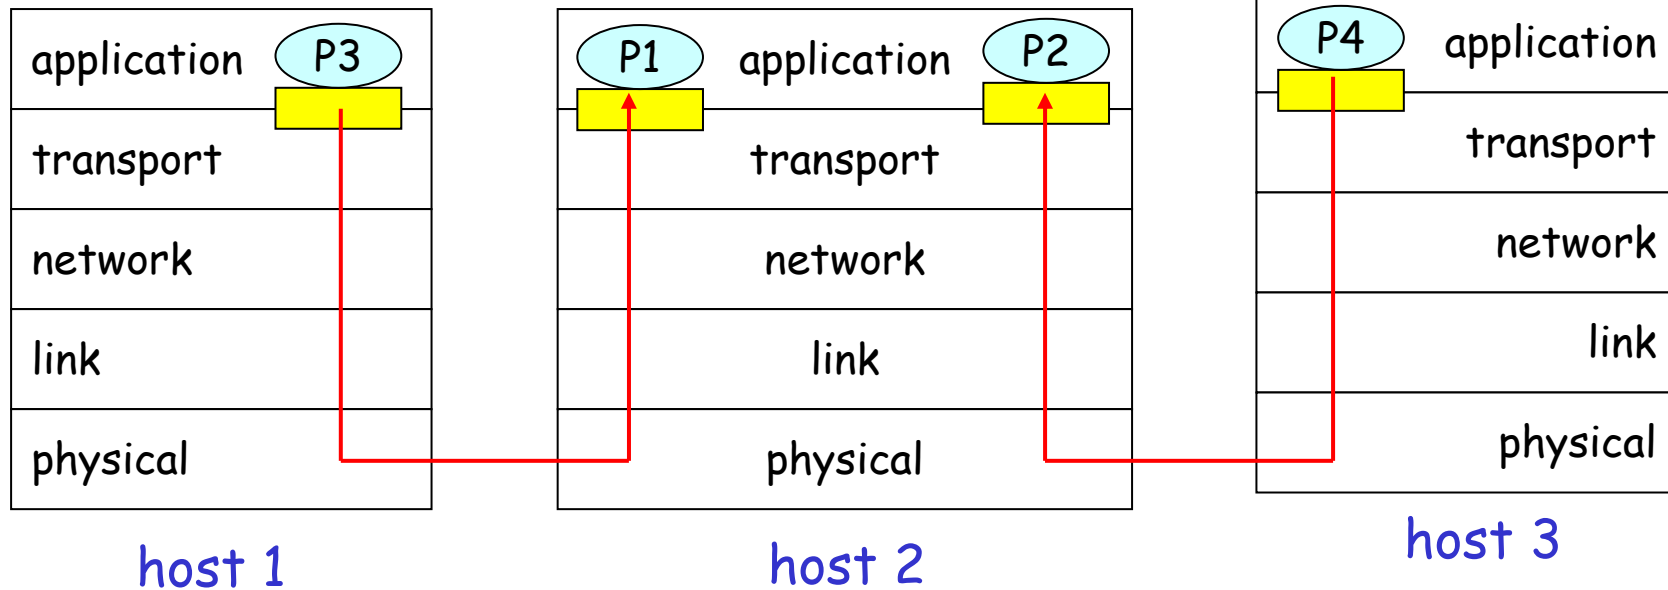 application P3
transport
network
link
physical
host 1
P1 application P2
transport
network
link
physical
host 2
P4 application
transport
network
link
physical
host 3